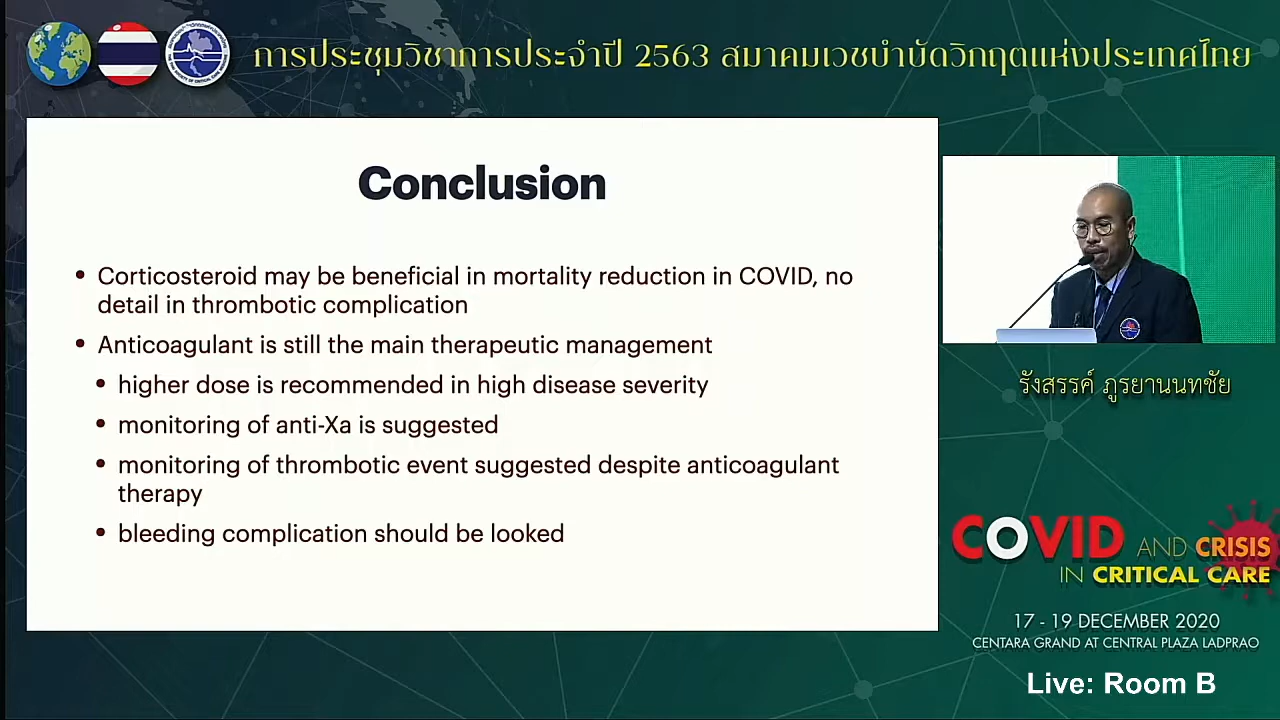 การประชุมวิชาการประจำปี 2563 สมาคมเวชบำบัดวิกฤตแห่งประเทศไทย
Conclusion
• Corticosteroid may be beneficial in mortality reduction in COVID, no
detail in thrombotic complication
• Anticoagulant is still the main therapeutic management
• higher dose is recommended in high disease severity
• monitoring of anti-Xa is suggested
• monitoring of thrombotic event suggested despite anticoagulant
therapy
• bleeding complication should be looked
รังสรรค์ ภูรยานนทชัย
COVID AND CRISIS
IN CRITICAL CARE
17 - 19 DECEMBER 2020
CENTARA GRAND AT CENTRAL PLAZA LADPRAO
Live: Room B